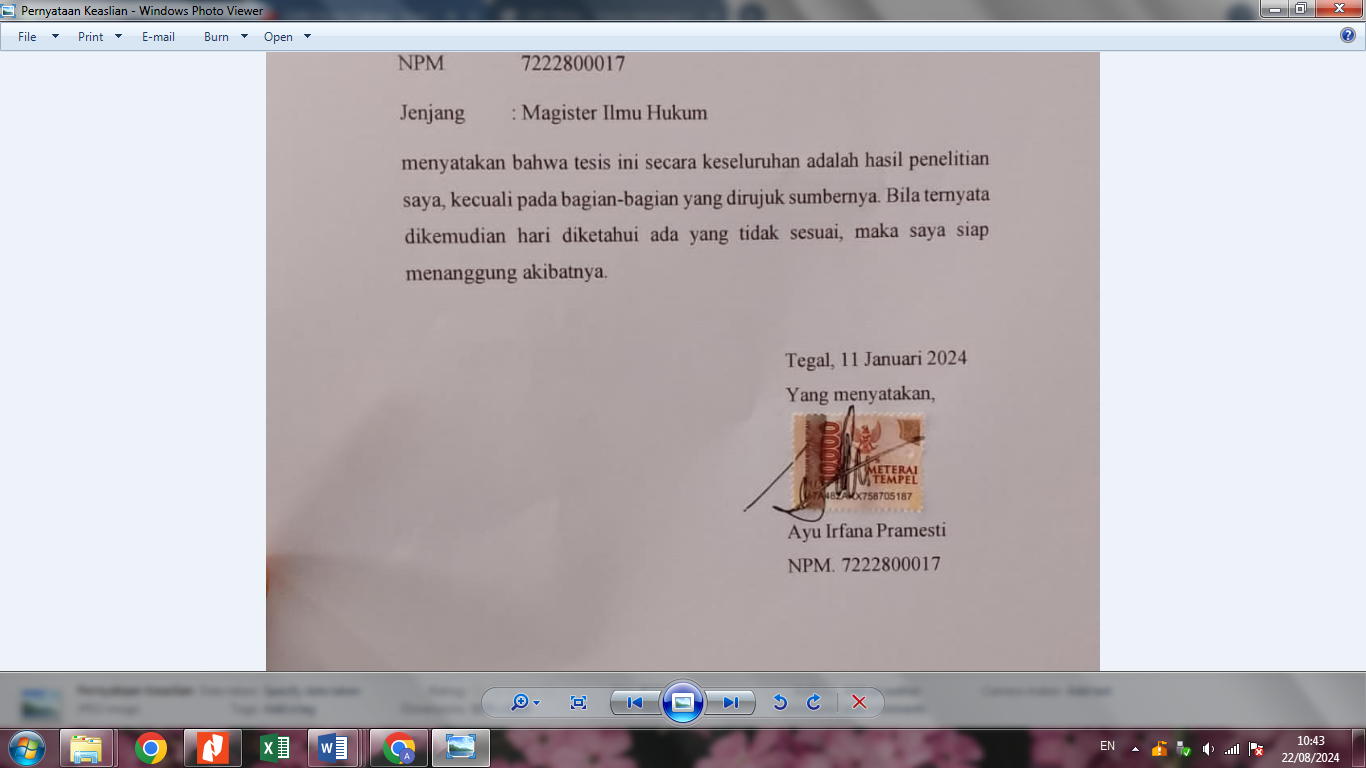 Pernyataan Keaslian - Windows Photo Viewer
File Print E-mail Burn Open
NPM 7222800017
Jenjang : Magister Ilmu Hukum
menyatakan bahwa tesis ini secara keseluruhan adalah hasil penelitian
saya, kecuali pada bagian-bagian yang dirujuk sumbernya. Bila ternyata
dikemudian hari diketahui ada yang tidak sesuai, maka saya siap
menanggung akibatnya.
Tegal, 11 Januari 2024
Yang menyatakan,
10000
METERAI
TEMPEL
Ayu Irfana Pramesti
NPM. 7222800017
Pernyataan Keaslian
EN
10:43
22/08/2024